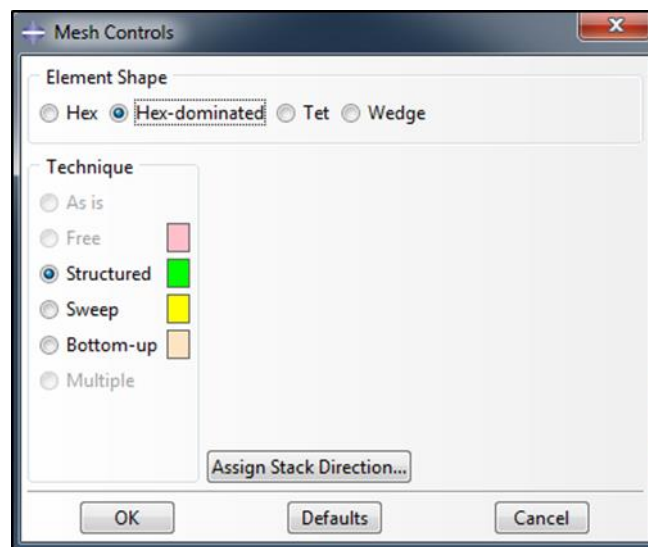 Mesh Controls
Element Shape
Hex Hex-dominated Tet Wedge
Technique
As is
Free
Structured
Sweep
Bottom-up
Multiple
Assign Stack Direction...
OK Defaults Cancel